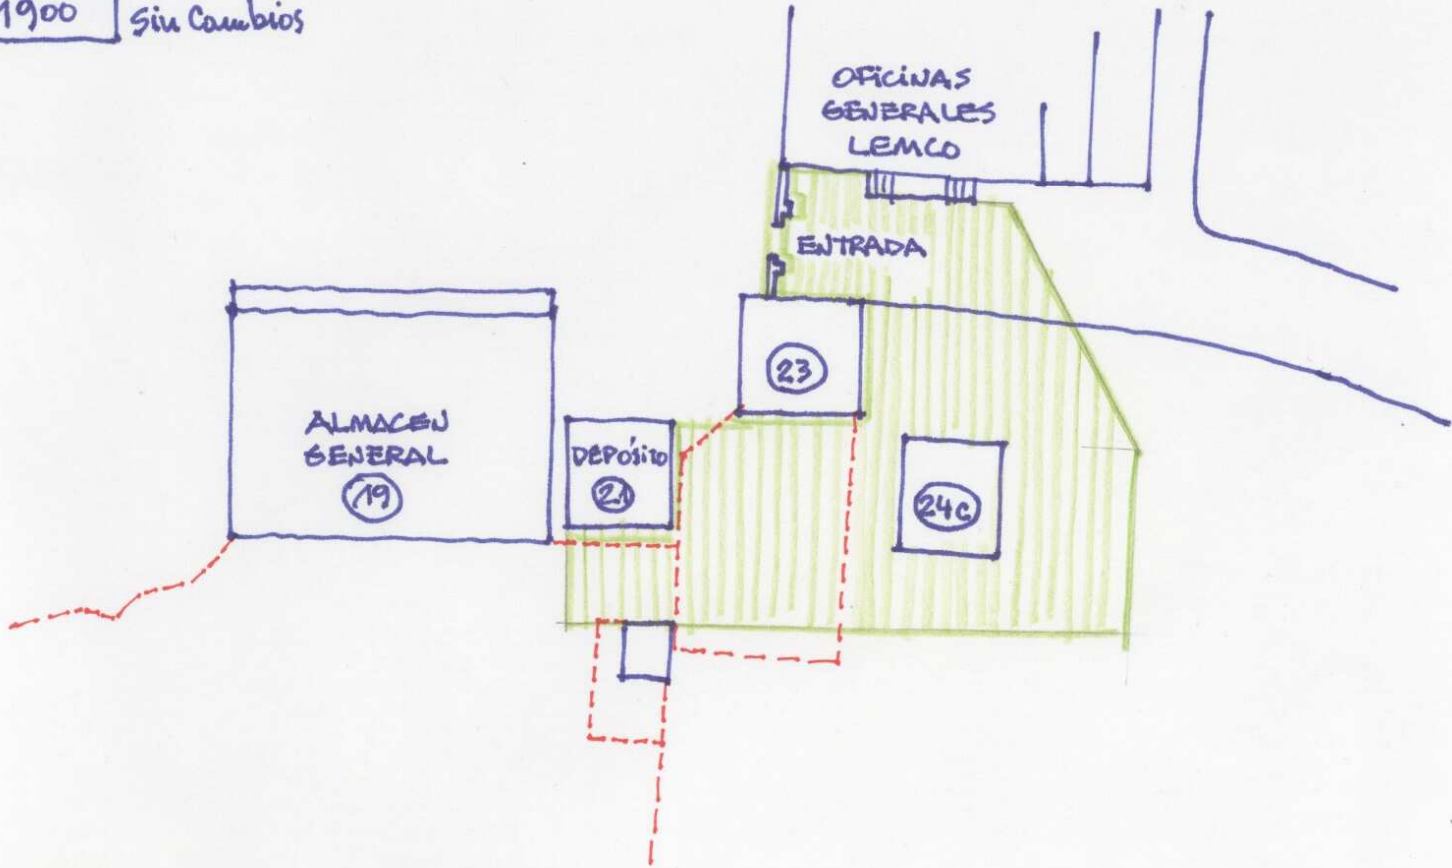 1900 Sin Cambios
OFICINAS
GENERALES
LEMCO
ENTRADA
23
ALMACEN
GENERAL
19
DEPÓSITO
21
24c